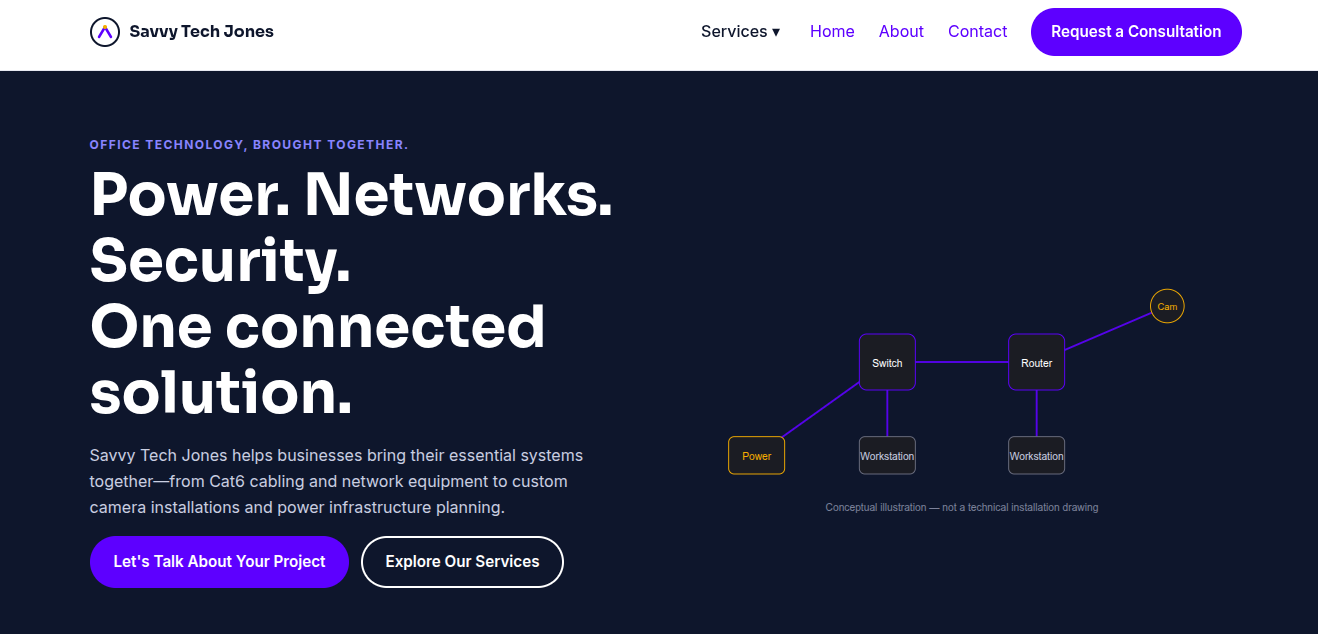 Savvy Tech Jones
Services ▾
Home
About
Contact
Request a Consultation
OFFICE TECHNOLOGY, BROUGHT TOGETHER.
Power. Networks.
Security.
One connected
solution.
Savvy Tech Jones helps businesses bring their essential systems
together—from Cat6 cabling and network equipment to custom
camera installations and power infrastructure planning.
Let's Talk About Your Project
Explore Our Services
Cam
Switch
Router
Power
Workstation
Workstation
Conceptual illustration — not a technical installation drawing